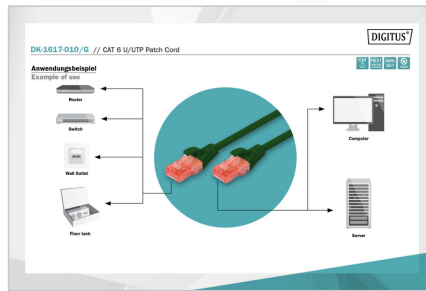 DIGITUS®
DK-1617-010/G // CAT 6 U/UTP Patch Cord
Anwendungsbeispiel
Example of use
Router
Switch
Wall Outlet
Floor tank
Computer
Server